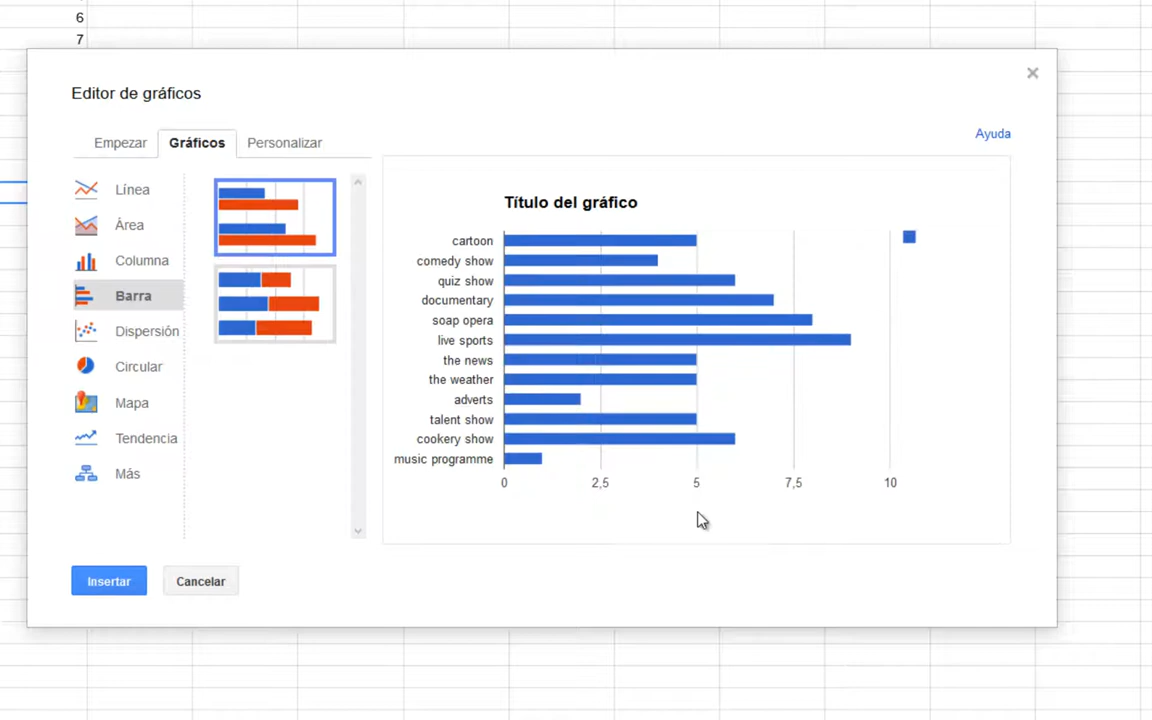 6
7
Editor de gráficos
Ayuda
Empezar
Gráficos
Personalizar
Línea
Área
Columna
Barra
Dispersión
Circular
Mapa
Tendencia
Más
Título del gráfico
cartoon
comedy show
quiz show
documentary
soap opera
live sports
the news
the weather
adverts
talent show
cookery show
music programme
0 2,5 5 7,5 10
Insertar
Cancelar